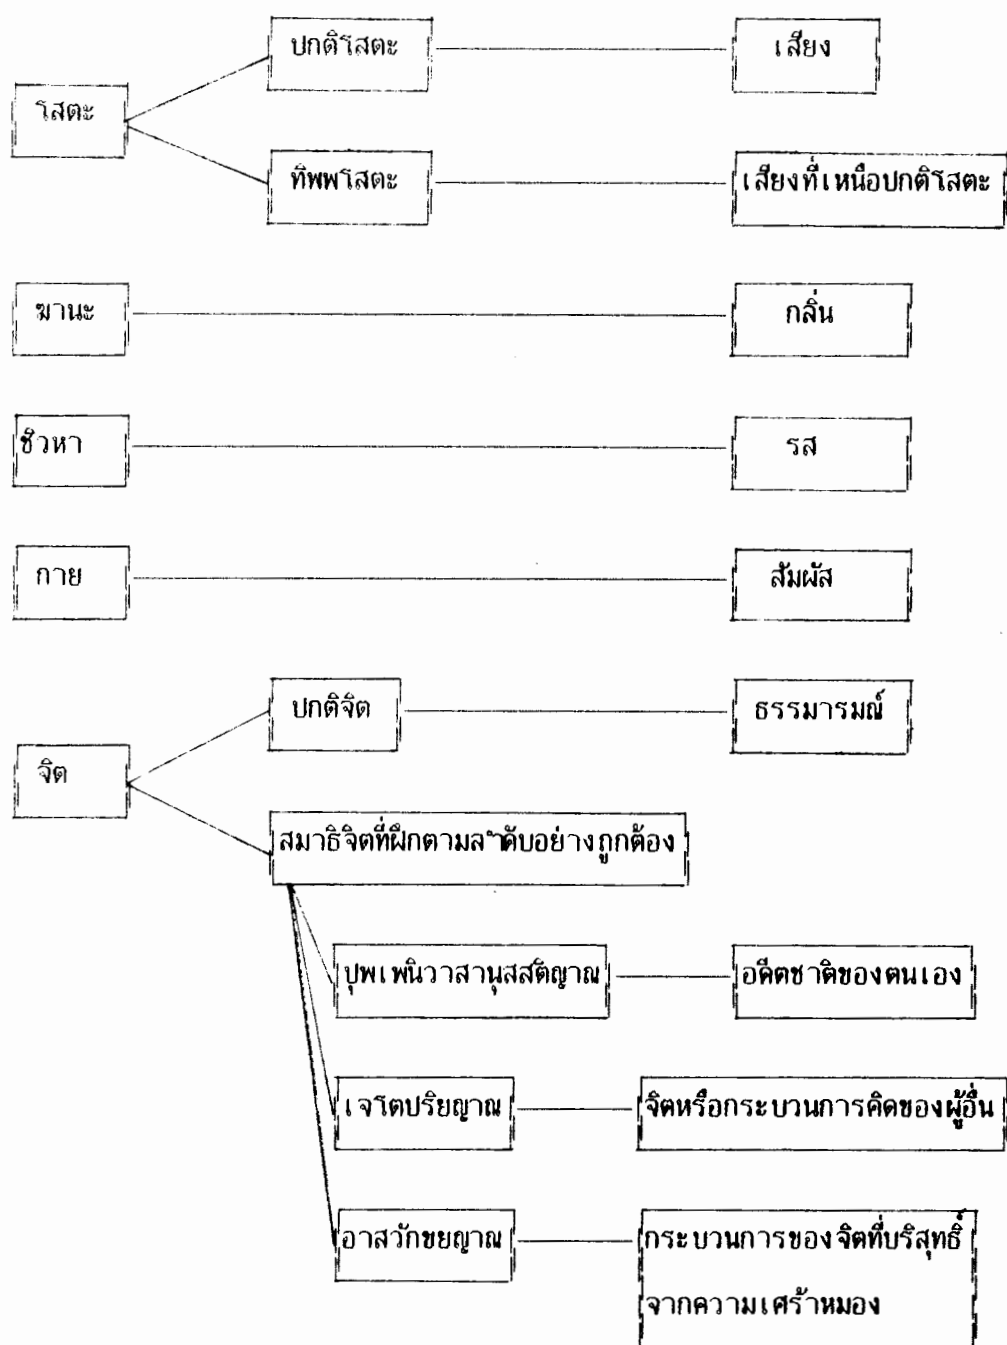 ปกติโสตะ
เสียง
โสตะ
ทิพพโสตะ
เสียงที่เหนือปกติโสตะ
ฆานะ
กลิ่น
ชิวหา
รส
กาย
สัมผัส
ปกติจิต
ธรรมารมณ์
จิต
สมาธิจิตที่ฝึกตามลำดับอย่างถูกต้อง
ปุพเพนิวาสานุสสติญาณ
อดีตชาติของตนเอง
เจโตปริยญาณ
จิตหรือกระบวนการคิดของผู้อื่น
อาสวักขยญาณ
กระบวนการของจิตที่บริสุทธิ์
จากความเศร้าหมอง